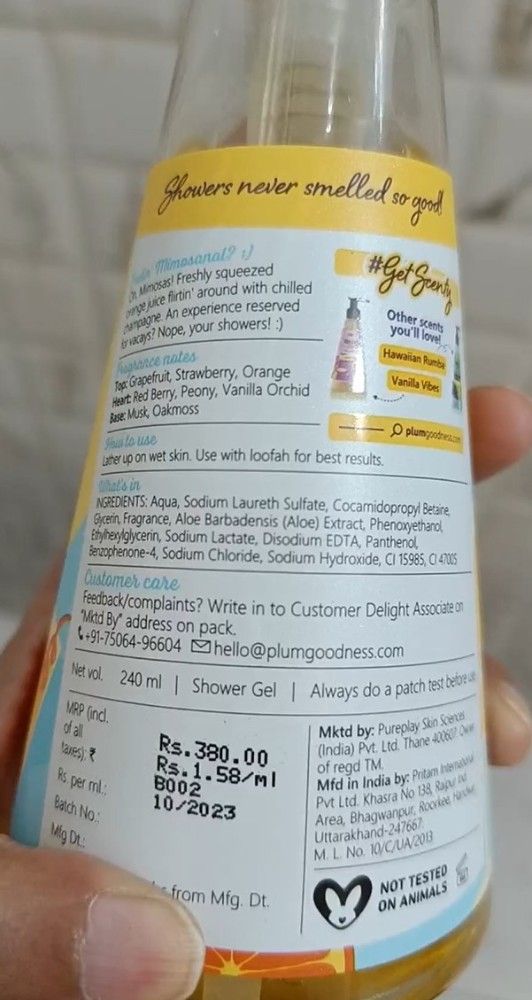 Showers never smelled so good!
Mimosanat? :)
Mimosas! Freshly squeezed
orange juice flirtin' around with chilled
champagne. An experience reserved
for vacays? Nope, your showers! :)
Fragrance notes
Top: Grapefruit, Strawberry, Orange
Heart: Red Berry, Peony, Vanilla Orchid
Base: Musk, Oakmoss
#GetScenty
Other scents
you'll love!
Hawaiian Rumba
Vanilla Vibes
plumgoodness.com
How to use
Lather up on wet skin. Use with loofah for best results.
What's in
INGREDIENTS: Aqua, Sodium Laureth Sulfate, Cocamidopropyl Betaine,
Glycerin, Fragrance, Aloe Barbadensis (Aloe) Extract, Phenoxyethanol,
Ethylhexylglycerin, Sodium Lactate, Disodium EDTA, Panthenol,
Benzophenone-4, Sodium Chloride, Sodium Hydroxide, CI 15985, CI 47005
Customer care
Feedback/complaints? Write in to Customer Delight Associate on
"Mktd By" address on pack.
+91-75064-96604 hello@plumgoodness.com
Net vol. 240 ml | Shower Gel | Always do a patch test before use
MRP (incl.
of all
taxes): ₹
Rs. per ml.:
Batch No.:
Mfg Dt.:
Rs.380.00
Rs.1.58/ml
B002
10/2023
from Mfg. Dt.
Mktd by: Pureplay Skin Sciences
(India) Pvt. Ltd. Thane 400607. Owner
of regd TM.
Mfd in India by: Pritam International
Pvt Ltd. Khasra No 138, Raipur Ind.
Area, Bhagwanpur, Roorkee, Haridwar,
Uttarakhand-247667.
M. L. No. 10/C/UA/2013
NOT TESTED
ON ANIMALS